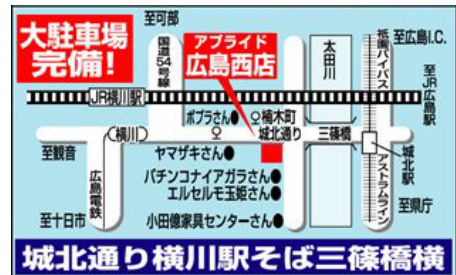 大駐車場
完備!
至可部
国道54号線
アプライド
広島西店
太田川
祇園バイパス
至広島I.C.
至JR広島駅
JR横川駅
ポプラさん●
楠木町
城北通り
三篠橋
横川
至観音
ヤマザキさん●
パチンコナイアガラさん●
エルセルモ玉姫さん●
小田億家具センターさん●
広島電鉄
至十日市
アストラムライン
城北駅
至県庁
城北通り横川駅そば三篠橋横